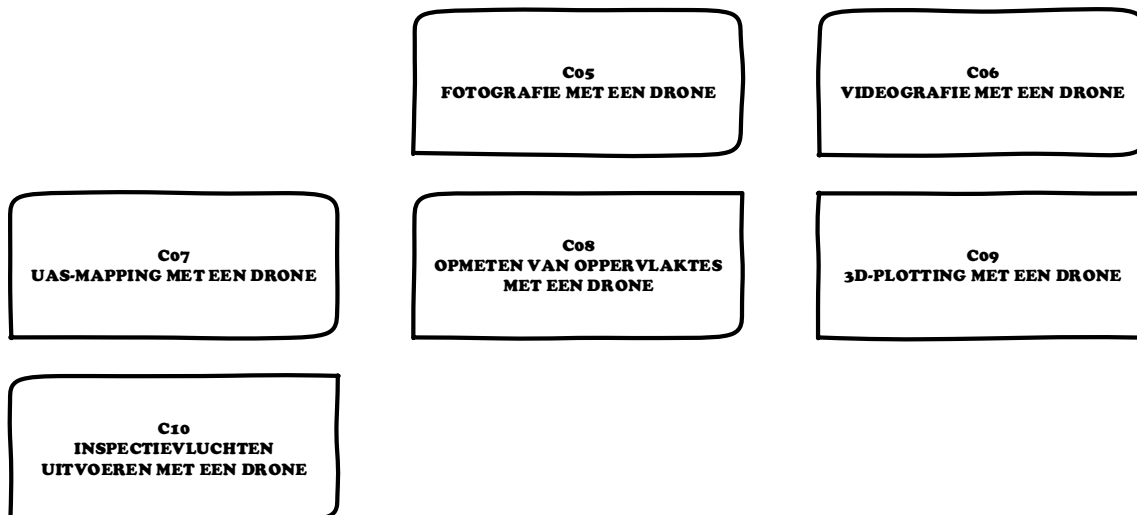 C05
FOTOGRAFIE MET EEN DRONE
C06
VIDEOGRAFIE MET EEN DRONE
C07
UAS-MAPPING MET EEN DRONE
C08
OPMETEN VAN OPPERVLAKTES
MET EEN DRONE
C09
3D-PLOTTING MET EEN DRONE
C10
INSPECTIEVLUCHTEN
UITVOEREN MET EEN DRONE